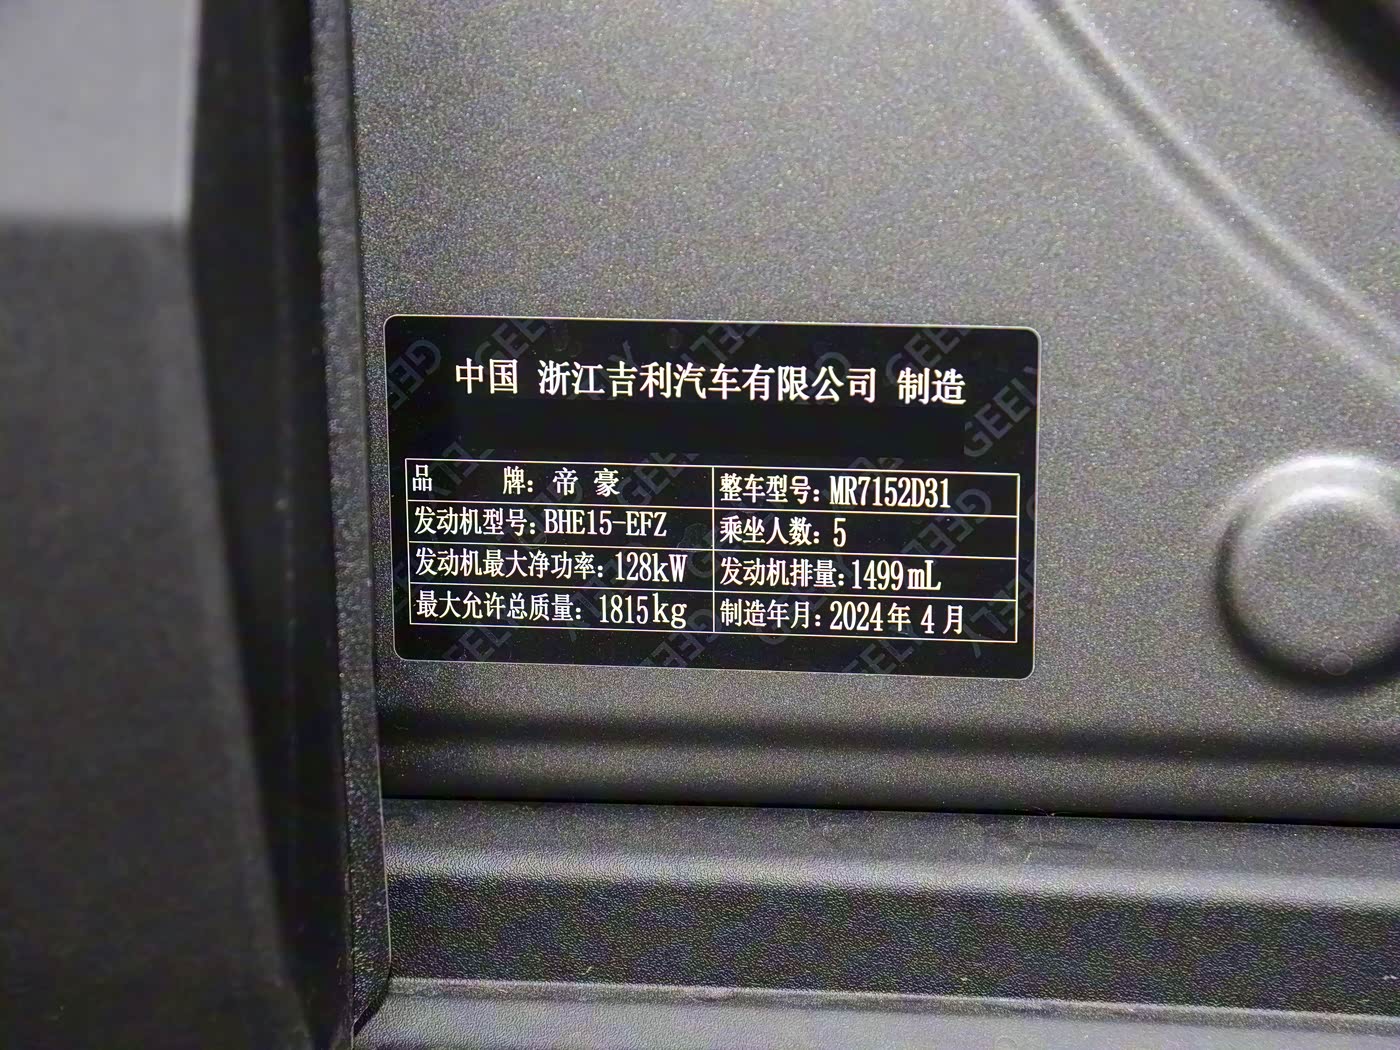 中国 浙江吉利汽车有限公司 制造
品 牌：帝 豪 整车型号：MR7152D31
发动机型号：BHE15-EFZ 乘坐人数：5
发动机最大净功率：128kW 发动机排量：1499mL
最大允许总质量：1815kg 制造年月：2024年 4 月